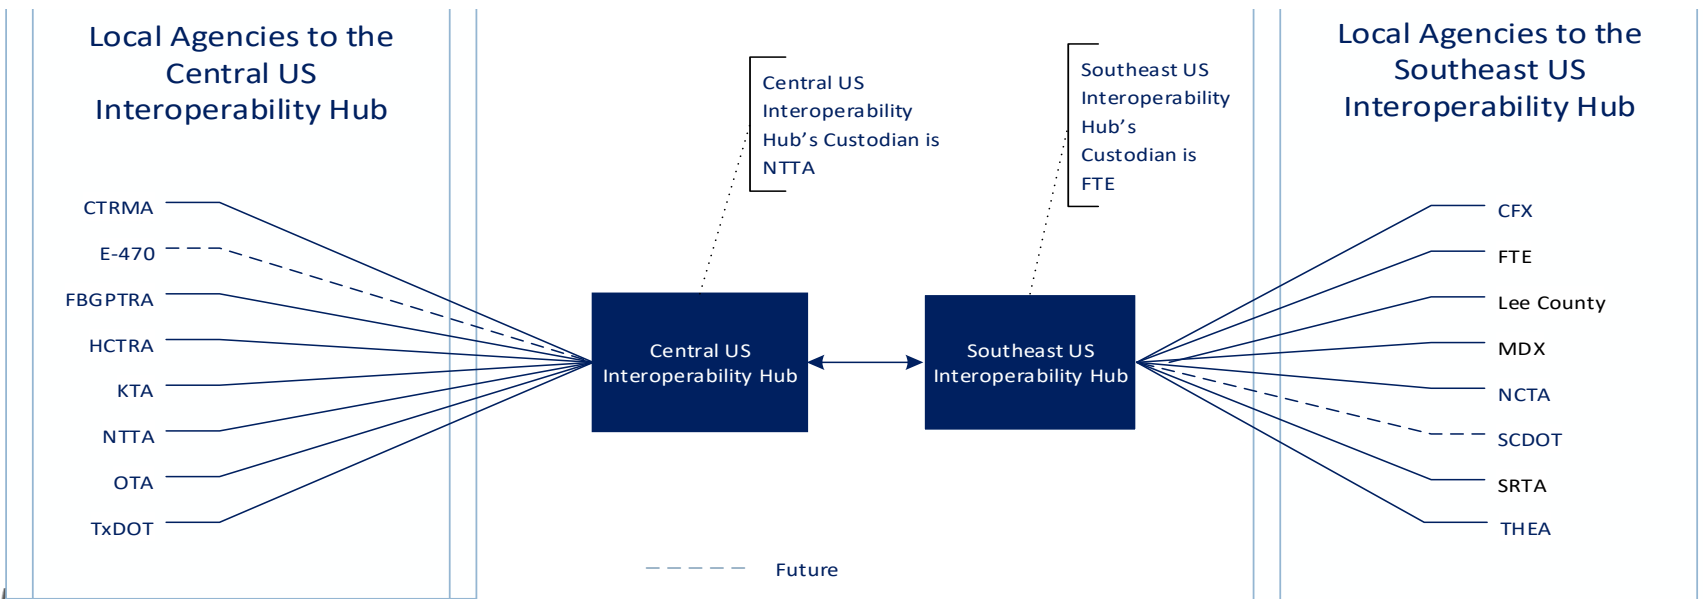 Local Agencies to the
Central US
Interoperability Hub
CTRMA
E-470
FBGPTRA
HCTRA
KTA
NTTA
OTA
TxDOT
Central US
Interoperability
Hub’s Custodian is
NTTA
Southeast US
Interoperability
Hub’s
Custodian is
FTE
Central US
Interoperability Hub
Southeast US
Interoperability Hub
Future
Local Agencies to the
Southeast US
Interoperability Hub
CFX
FTE
Lee County
MDX
NCTA
SCDOT
SRTA
THEA